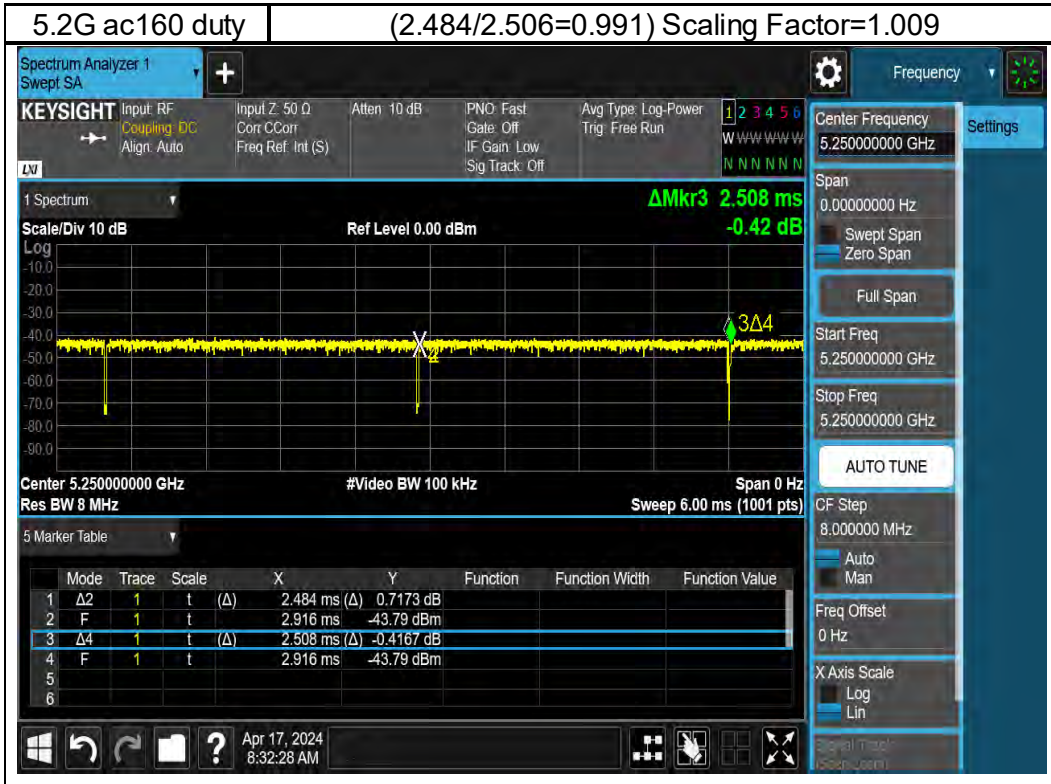 5.2G ac160 duty (2.484/2.506=0.991) Scaling Factor=1.009
Spectrum Analyzer 1
Swept SA
+
Frequency
KEYSIGHT
LXI
Input: RF
Coupling: DC
Align: Auto
Input Z: 50 Ω
Corr CCorr
Freq Ref: Int (S)
Atten: 10 dB
PNO: Fast
Gate: Off
IF Gain: Low
Sig Track: Off
Avg Type: Log-Power
Trig: Free Run
1 2 3 4 5 6
W W W W W W
N N N N N N
1 Spectrum
ΔMkr3 2.508 ms
-0.42 dB
Scale/Div 10 dB
Ref Level 0.00 dBm
Log
-10.0
-20.0
-30.0
-40.0
-50.0
-60.0
-70.0
-80.0
-90.0
3Δ4
Center 5.250000000 GHz
#Video BW 100 kHz
Span 0 Hz
Res BW 8 MHz
Sweep 6.00 ms (1001 pts)
5 Marker Table
Mode Trace Scale X Y Function Function Width Function Value
1 Δ2 1 t (Δ) 2.484 ms (Δ) 0.7173 dB
2 F 1 t 2.916 ms -43.79 dBm
3 Δ4 1 t (Δ) 2.508 ms (Δ) -0.4167 dB
4 F 1 t 2.916 ms -43.79 dBm
5
6
?
Apr 17, 2024
8:32:28 AM
Center Frequency
5.250000000 GHz
Settings
Span
0.00000000 Hz
Swept Span
Zero Span
Full Span
Start Freq
5.250000000 GHz
Stop Freq
5.250000000 GHz
AUTO TUNE
CF Step
8.000000 MHz
Auto
Man
Freq Offset
0 Hz
X Axis Scale
Log
Lin
Signal Track